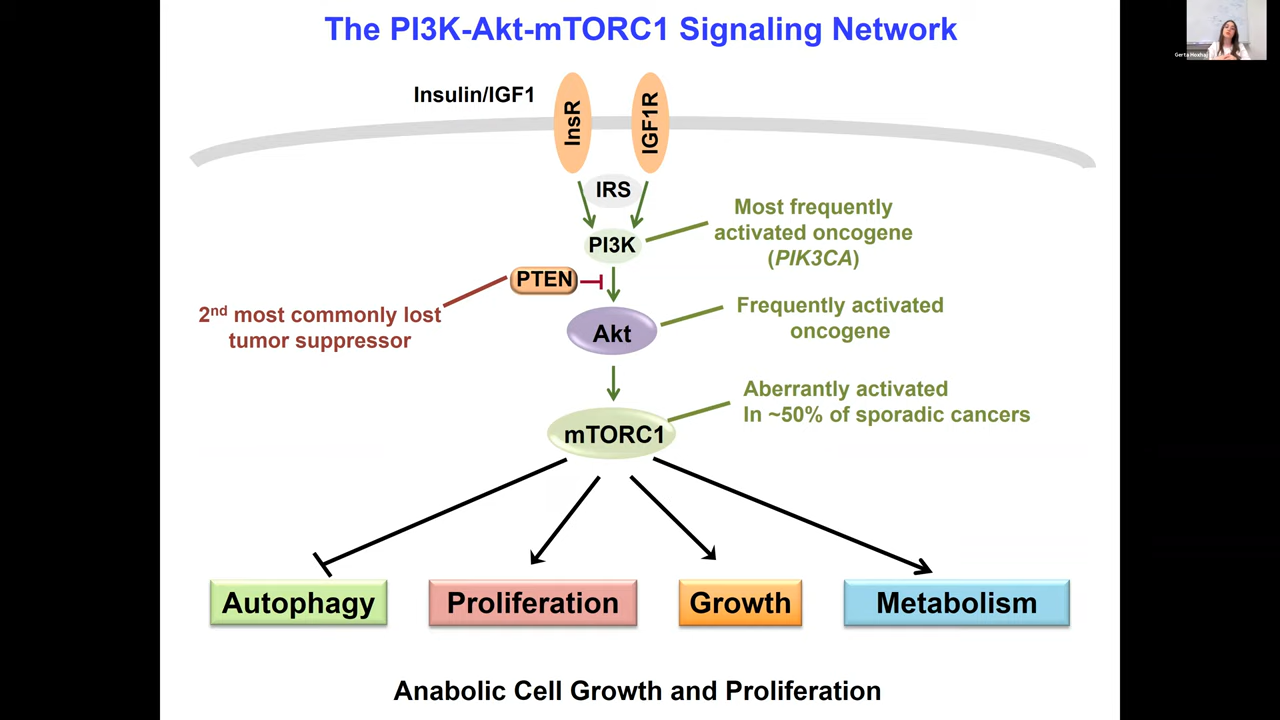 The PI3K-Akt-mTORC1 Signaling Network
Gerta Hoxhaj
Insulin/IGF1
InsR
IGF1R
IRS
PI3K
Most frequently
activated oncogene
(PIK3CA)
PTEN
2nd most commonly lost
tumor suppressor
Akt
Frequently activated
oncogene
mTORC1
Aberrantly activated
In ~50% of sporadic cancers
Autophagy
Proliferation
Growth
Metabolism
Anabolic Cell Growth and Proliferation